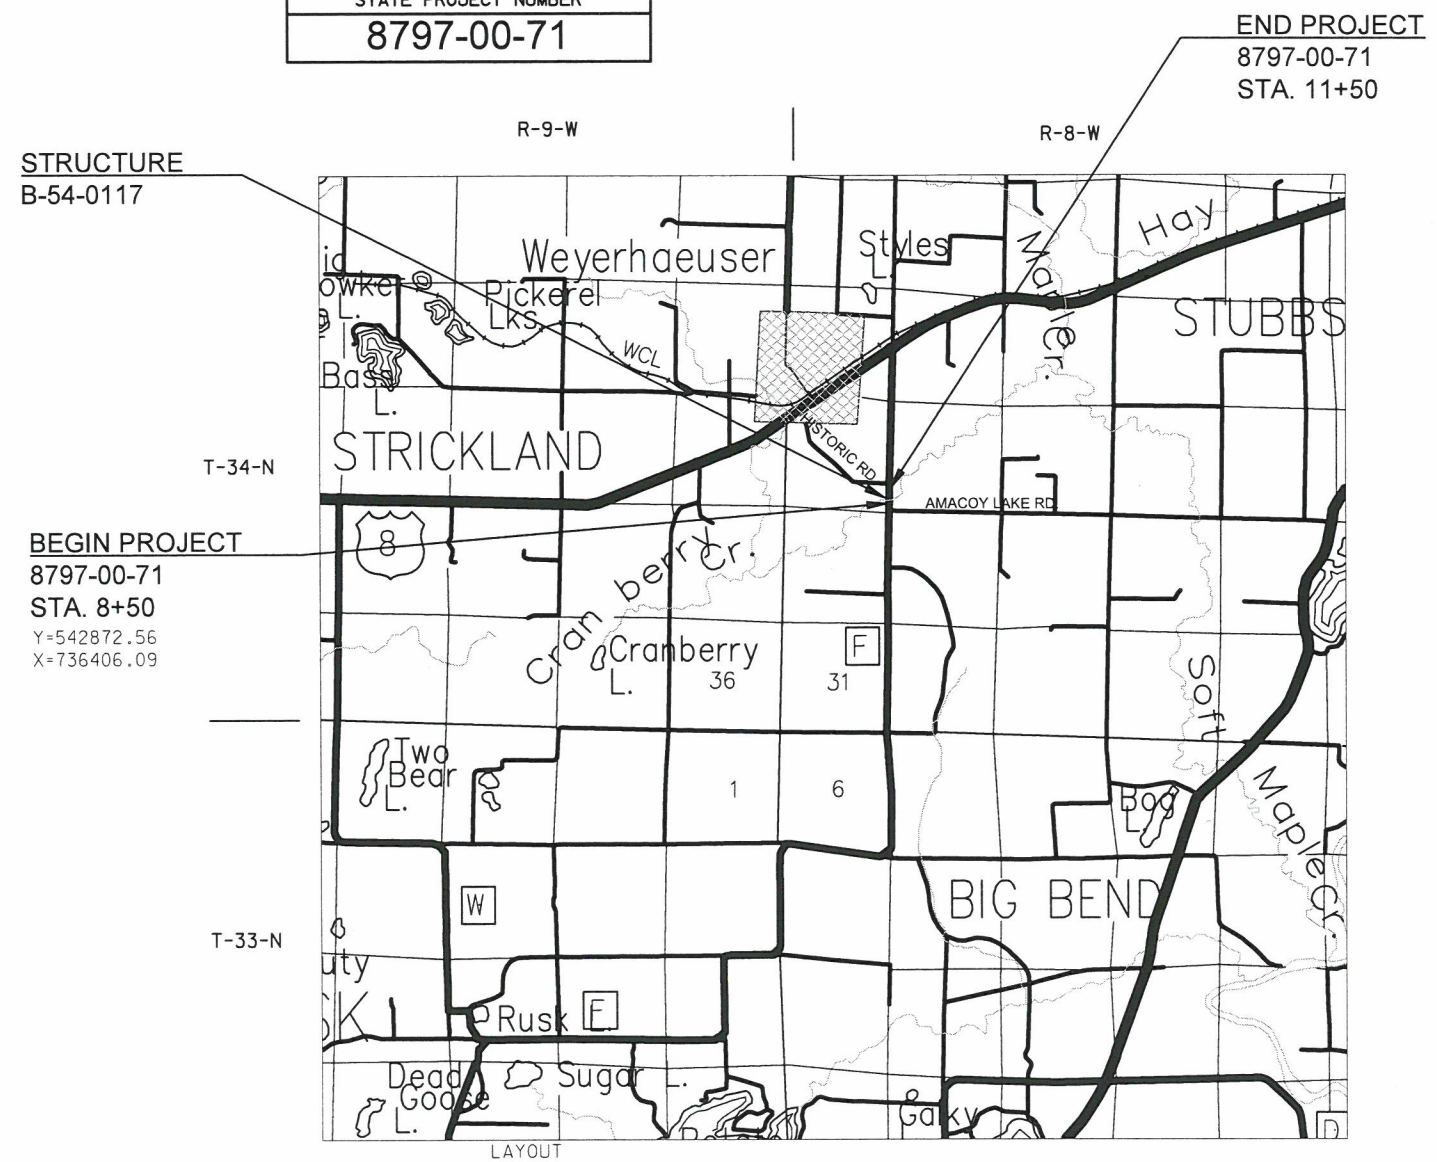 STATE PROJECT NUMBER
8797-00-71
END PROJECT
8797-00-71
STA. 11+50
R-9-W
R-8-W
STRUCTURE
B-54-0117
Weyerhaeuser
Styles
L.
Hay
Maple
Cr.
Pickerel
Lks.
L.
WCL
STUBBS
Bass
L.
HISTORIC RD
STRICKLAND
T-34-N
AMACOY LAKE RD
8
BEGIN PROJECT
8797-00-71
STA. 8+50
Y=542872.56
X=736406.09
Cranberry Cr.
Cranberry
L.
36
31
F
Soft
Maple Cr.
Two
Bear
L.
1
6
Bog
L.
W
BIG BEND
T-33-N
Rusk L.
F
Dead
Goose
L.
Sugar L.
D
LAYOUT